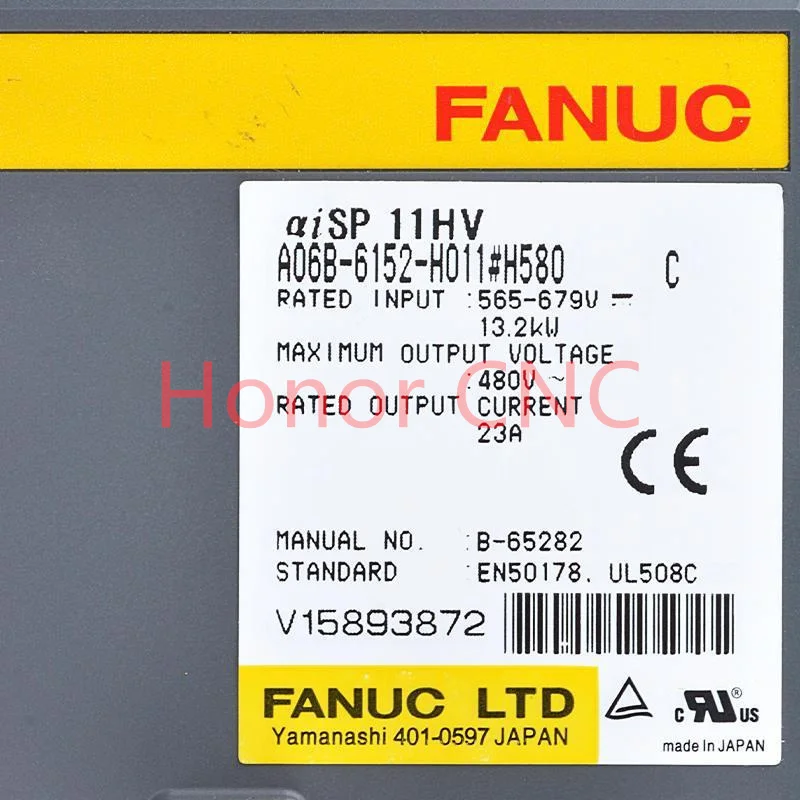 FANUC
αiSP 11HV
A06B-6152-H011#H580 C
RATED INPUT :565-679V ⎓
13.2kW
MAXIMUM OUTPUT VOLTAGE
:480V ~
RATED OUTPUT CURRENT
23A
Honor CNC
CE
MANUAL NO. :B-65282
STANDARD :EN50178, UL508C
V15893872
FANUC LTD
Yamanashi 401-0597 JAPAN
c RU ® US
made in JAPAN